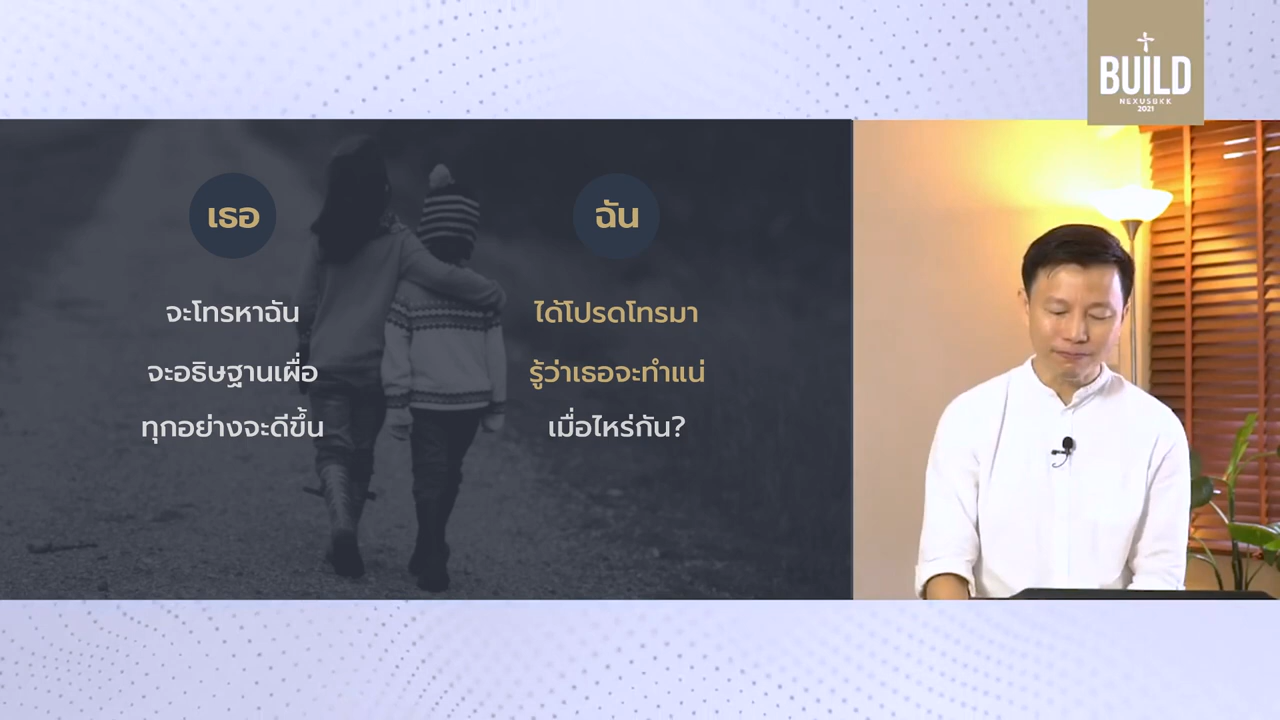 BUILD
NEXUSBKK
2021
เธอ
จะโทรหาฉัน
จะอธิษฐานเผื่อ
ทุกอย่างจะดีขึ้น
ฉัน
ได้โปรดโทรมา
รู้ว่าเธอจะทำแน่
เมื่อไหร่กัน?